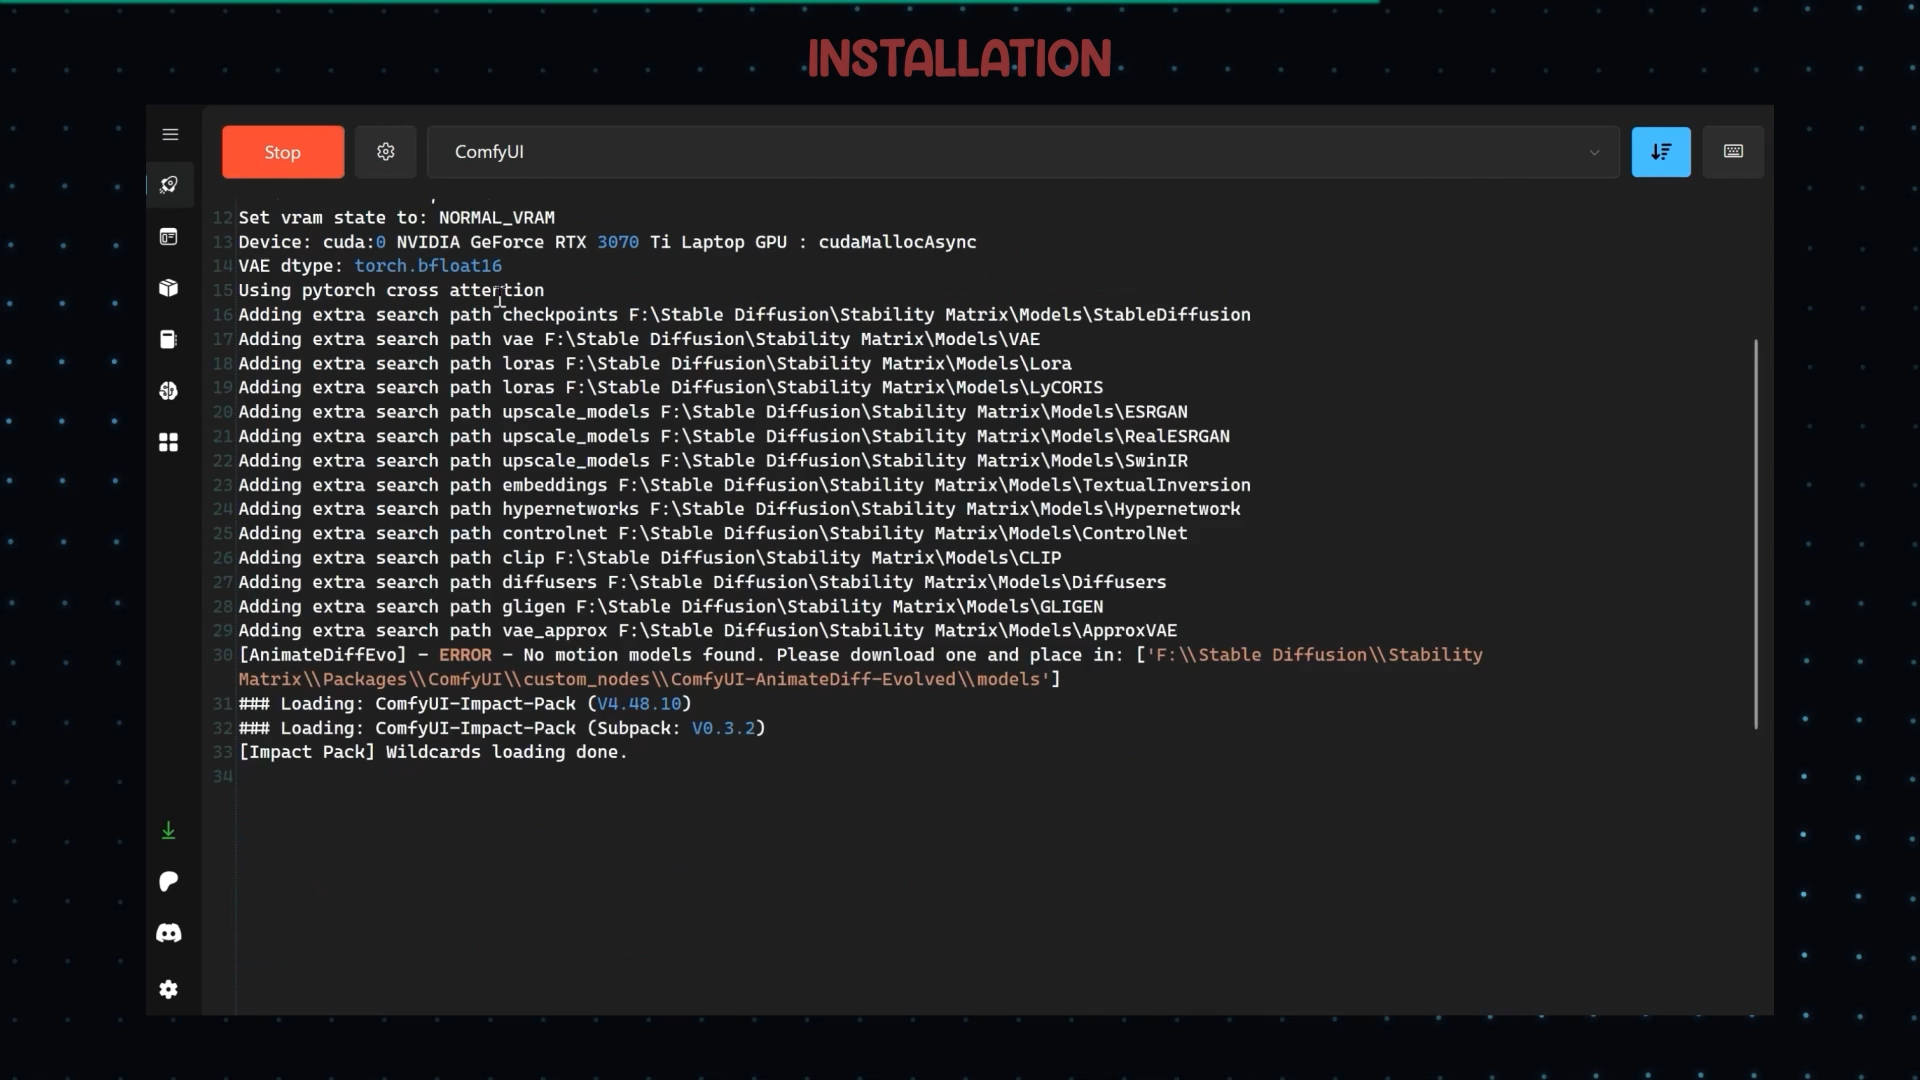 INSTALLATION
Stop
ComfyUI
12 Set vram state to: NORMAL_VRAM
13 Device: cuda:0 NVIDIA GeForce RTX 3070 Ti Laptop GPU : cudaMallocAsync
14 VAE dtype: torch.bfloat16
15 Using pytorch cross attention
16 Adding extra search path checkpoints F:\Stable Diffusion\Stability Matrix\Models\StableDiffusion
17 Adding extra search path vae F:\Stable Diffusion\Stability Matrix\Models\VAE
18 Adding extra search path loras F:\Stable Diffusion\Stability Matrix\Models\Lora
19 Adding extra search path loras F:\Stable Diffusion\Stability Matrix\Models\LyCORIS
20 Adding extra search path upscale_models F:\Stable Diffusion\Stability Matrix\Models\ESRGAN
21 Adding extra search path upscale_models F:\Stable Diffusion\Stability Matrix\Models\RealESRGAN
22 Adding extra search path upscale_models F:\Stable Diffusion\Stability Matrix\Models\SwinIR
23 Adding extra search path embeddings F:\Stable Diffusion\Stability Matrix\Models\TextualInversion
24 Adding extra search path hypernetworks F:\Stable Diffusion\Stability Matrix\Models\Hypernetwork
25 Adding extra search path controlnet F:\Stable Diffusion\Stability Matrix\Models\ControlNet
26 Adding extra search path clip F:\Stable Diffusion\Stability Matrix\Models\CLIP
27 Adding extra search path diffusers F:\Stable Diffusion\Stability Matrix\Models\Diffusers
28 Adding extra search path gligen F:\Stable Diffusion\Stability Matrix\Models\GLIGEN
29 Adding extra search path vae_approx F:\Stable Diffusion\Stability Matrix\Models\ApproxVAE
30 [AnimateDiffEvo] - ERROR - No motion models found. Please download one and place in: ['F:\\Stable Diffusion\\Stability
Matrix\\Packages\\ComfyUI\\custom_nodes\\ComfyUI-AnimateDiff-Evolved\\models']
31 ### Loading: ComfyUI-Impact-Pack (V4.48.10)
32 ### Loading: ComfyUI-Impact-Pack (Subpack: V0.3.2)
33 [Impact Pack] Wildcards loading done.
34